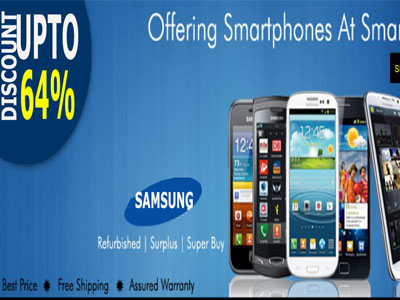 DISCOUNT
UPTO
64%
Offering Smartphones At Smar
SAMSUNG
Refurbished | Surplus | Super Buy
Best Price ✷ Free Shipping ✷ Assured Warranty